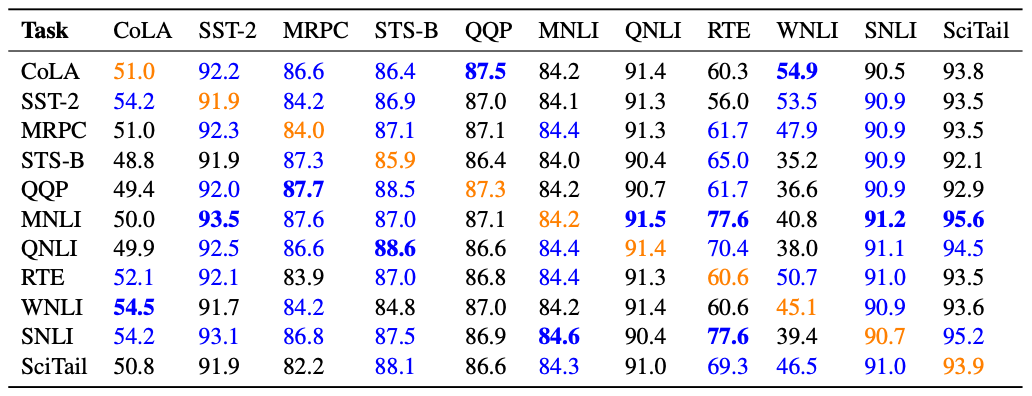 Task CoLA SST-2 MRPC STS-B QQP MNLI QNLI RTE WNLI SNLI SciTail
CoLA 51.0 92.2 86.6 86.4 87.5 84.2 91.4 60.3 54.9 90.5 93.8
SST-2 54.2 91.9 84.2 86.9 87.0 84.1 91.3 56.0 53.5 90.9 93.5
MRPC 51.0 92.3 84.0 87.1 87.1 84.4 91.3 61.7 47.9 90.9 93.5
STS-B 48.8 91.9 87.3 85.9 86.4 84.0 90.4 65.0 35.2 90.9 92.1
QQP 49.4 92.0 87.7 88.5 87.3 84.2 90.7 61.7 36.6 90.9 92.9
MNLI 50.0 93.5 87.6 87.0 87.1 84.2 91.5 77.6 40.8 91.2 95.6
QNLI 49.9 92.5 86.6 88.6 86.6 84.4 91.4 70.4 38.0 91.1 94.5
RTE 52.1 92.1 83.9 87.0 86.8 84.4 91.3 60.6 50.7 91.0 93.5
WNLI 54.5 91.7 84.2 84.8 87.0 84.2 91.4 60.6 45.1 90.9 93.6
SNLI 54.2 93.1 86.8 87.5 86.9 84.6 90.4 77.6 39.4 90.7 95.2
SciTail 50.8 91.9 82.2 88.1 86.6 84.3 91.0 69.3 46.5 91.0 93.9